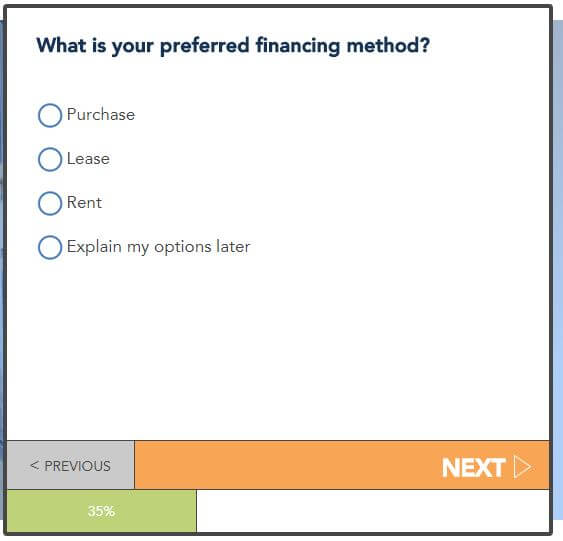 What is your preferred financing method?
Purchase
Lease
Rent
Explain my options later
< PREVIOUS
NEXT
35%